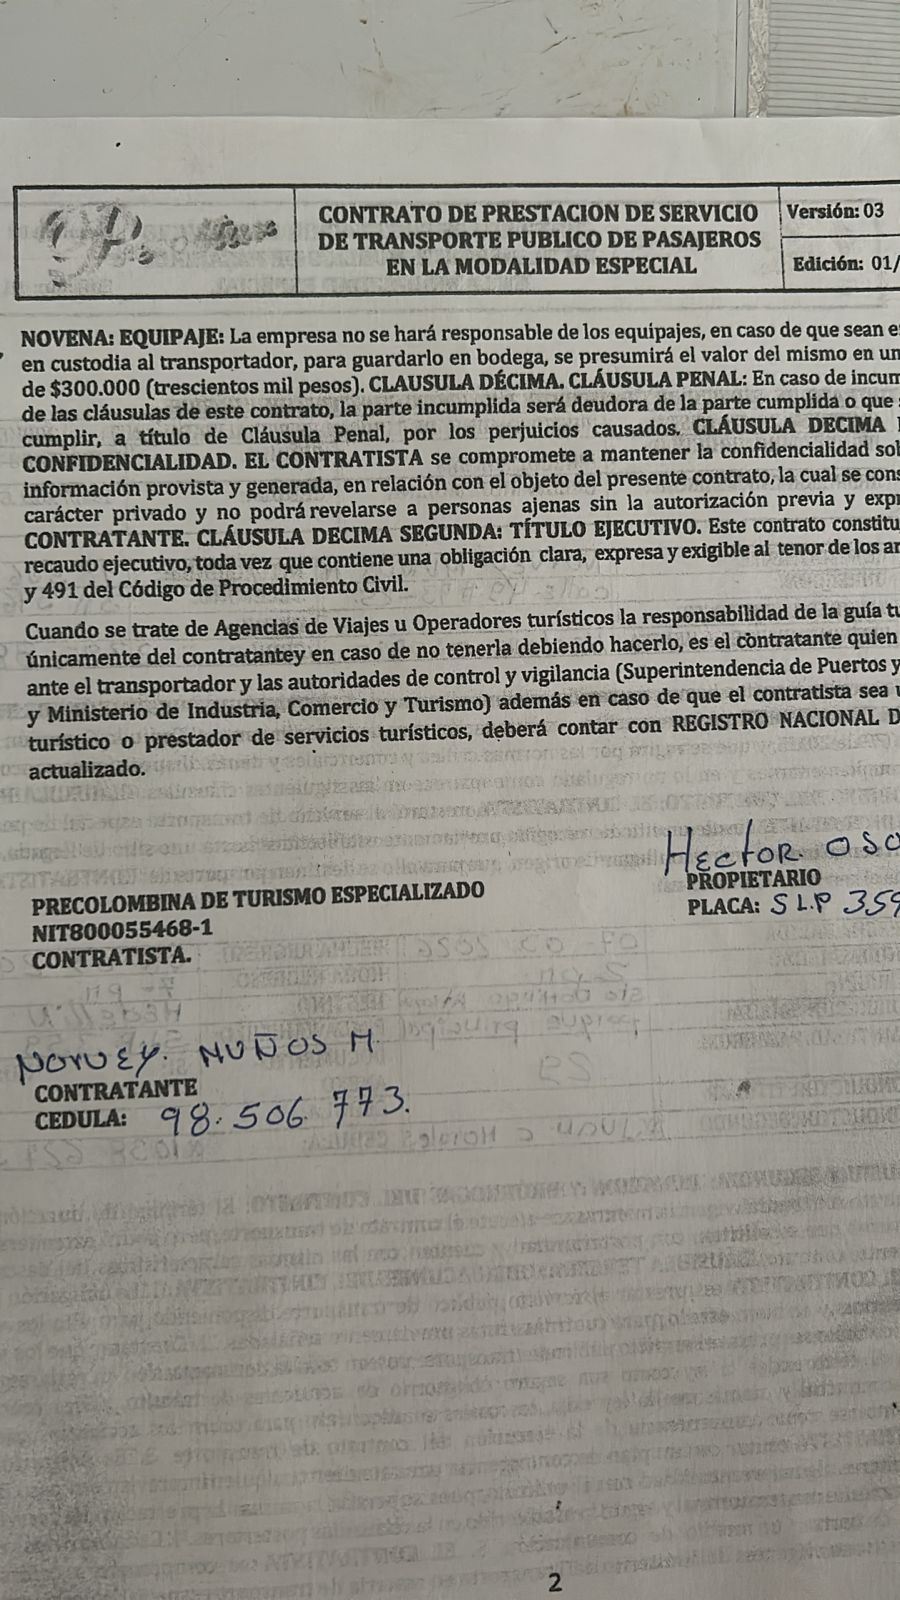 CONTRATO DE PRESTACION DE SERVICIO
DE TRANSPORTE PUBLICO DE PASAJEROS
EN LA MODALIDAD ESPECIAL
Versión: 03
Edición: 01/
NOVENA: EQUIPAJE: La empresa no se hará responsable de los equipajes, en caso de que sean e
en custodia al transportador, para guardarlo en bodega, se presumirá el valor del mismo en un
de $300.000 (trescientos mil pesos). CLAUSULA DÉCIMA. CLÁUSULA PENAL: En caso de incum
de las cláusulas de este contrato, la parte incumplida será deudora de la parte cumplida o que
cumplir, a título de Cláusula Penal, por los perjuicios causados. CLÁUSULA DECIMA
CONFIDENCIALIDAD. EL CONTRATISTA se compromete a mantener la confidencialidad sob
información provista y generada, en relación con el objeto del presente contrato, la cual se cons
carácter privado y no podrá revelarse a personas ajenas sin la autorización previa y expr
CONTRATANTE. CLÁUSULA DECIMA SEGUNDA: TÍTULO EJECUTIVO. Este contrato constitu
recaudo ejecutivo, toda vez que contiene una obligación clara, expresa y exigible al tenor de los ar
y 491 del Código de Procedimiento Civil.
Cuando se trate de Agencias de Viajes u Operadores turísticos la responsabilidad de la guía tu
únicamente del contratantey en caso de no tenerla debiendo hacerlo, es el contratante quien
ante el transportador y las autoridades de control y vigilancia (Superintendencia de Puertos y
y Ministerio de Industria, Comercio y Turismo) además en caso de que el contratista sea
turístico o prestador de servicios turísticos, deberá contar con REGISTRO NACIONAL D
actualizado.
Hector. OSO
PROPIETARIO
PLACA: SLP 359
PRECOLOMBINA DE TURISMO ESPECIALIZADO
NIT800055468-1
CONTRATISTA.
NorvEy. MUÑOS M.
CONTRATANTE
CEDULA: 98.506 773.
2